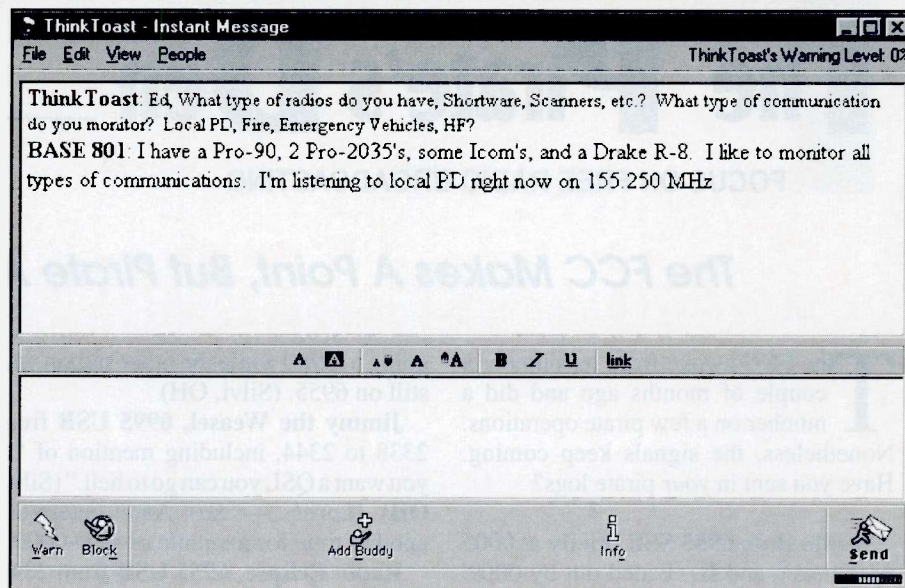 ThinkToast - Instant Message
File Edit View People ThinkToast's Warning Level: 0%
ThinkToast: Ed, What type of radios do you have, Shortware, Scanners, etc.? What type of communication
do you monitor? Local PD, Fire, Emergency Vehicles, HF?
BASE 801: I have a Pro-90, 2 Pro-2035's, some Icom's, and a Drake R-8. I like to monitor all
types of communications. I'm listening to local PD right now on 155.250 MHz
The FCC Makes A Point, But Pirate
A A A A A B I U link
couple of months ago and did a
number on a few pirate operations.
Nonetheless, the signals keep coming.
Have you sent in your pirate logs?
still on 6955. (Silvi, OH)
Jimmy the Weasel, 6995 USB
2338 to 2344, including mention of
you want a QSL, you can go to hell."
Warn Block Add Buddy Info Send